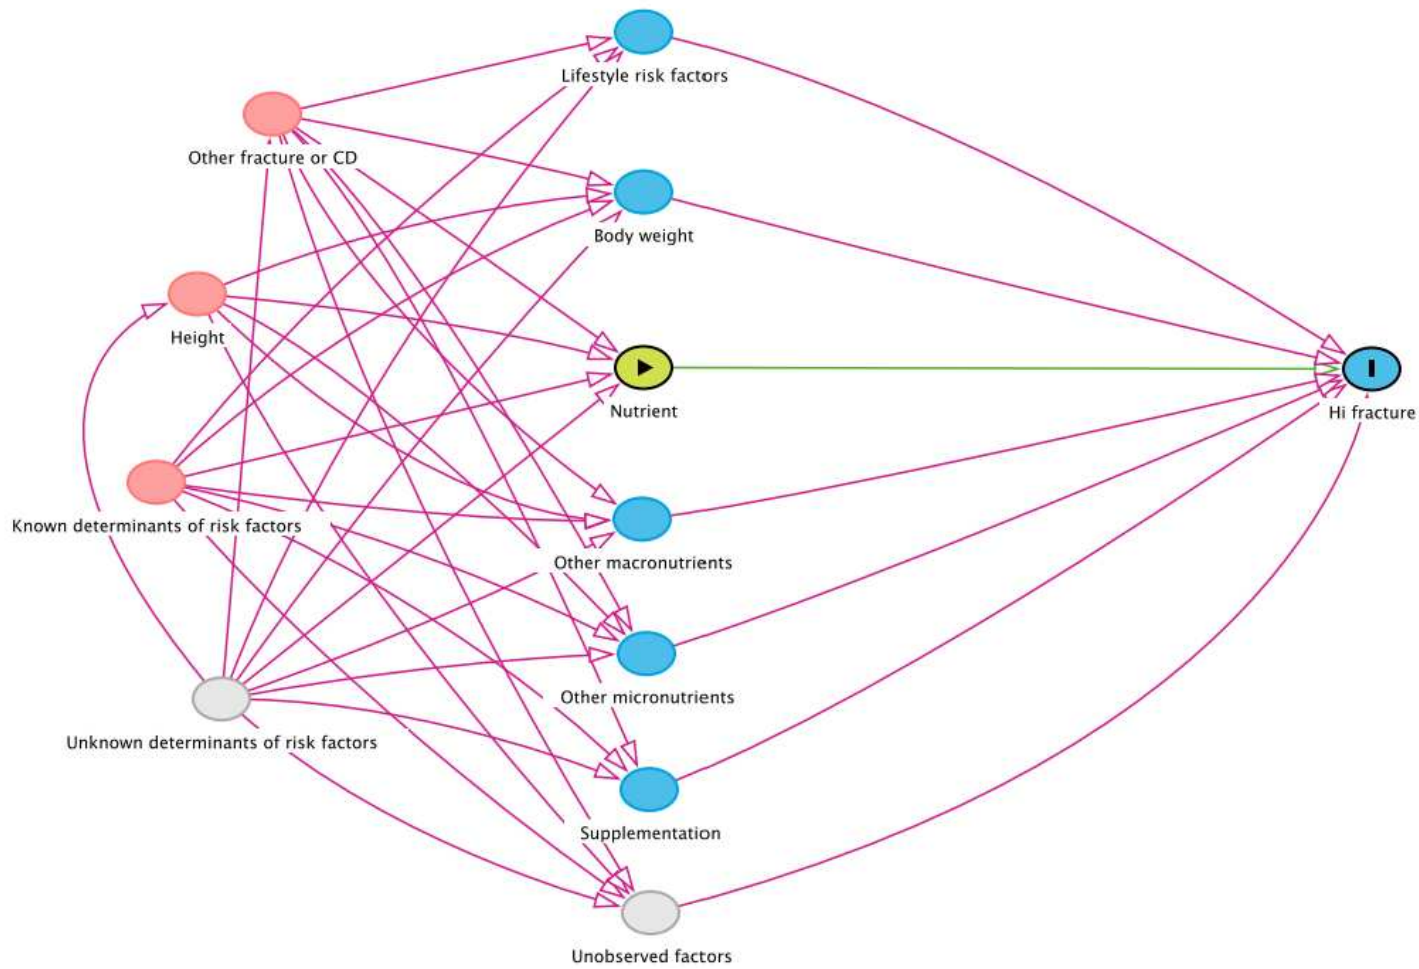 Lifestyle risk factors
Other fracture or CD
Body weight
Height
Nutrient
Hi fracture
Known determinants of risk factors
Other macronutrients
Other micronutrients
Unknown determinants of risk factors
Supplementation
Unobserved factors